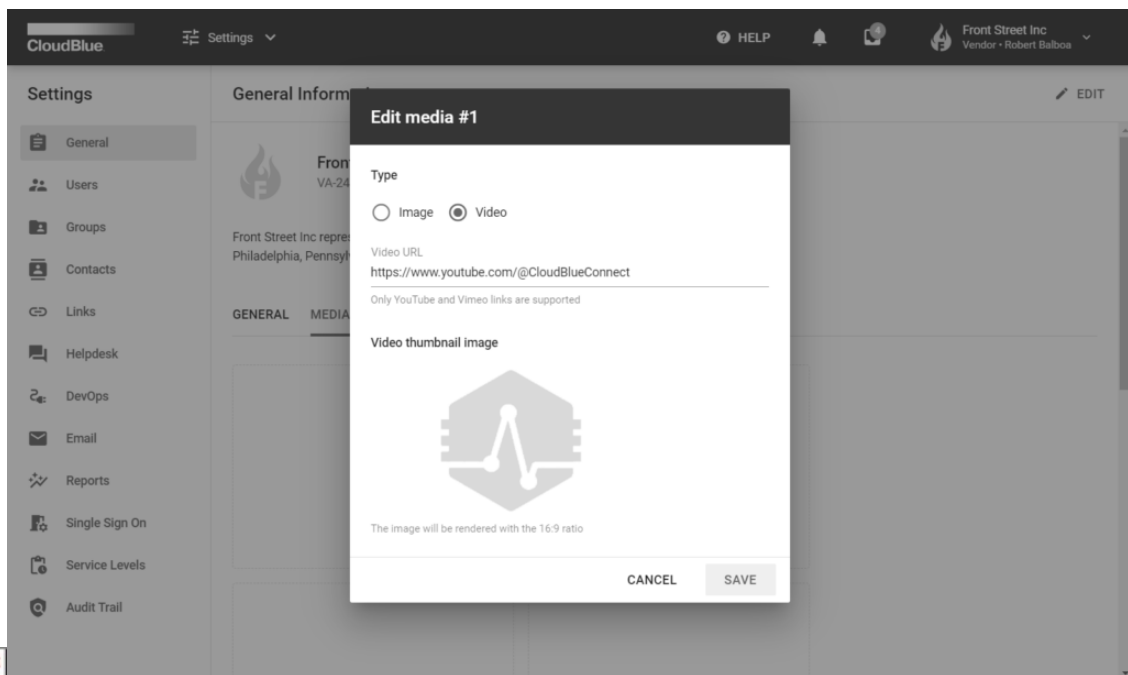 CloudBlue
Settings
HELP
4
Front Street Inc
Vendor • Robert Balboa
Settings
General Inform
EDIT
General
Users
Groups
Contacts
Links
Helpdesk
DevOps
Email
Reports
Single Sign On
Service Levels
Audit Trail
F
Fron
VA-24
Front Street Inc repre
Philadelphia, Pennsyl
GENERAL MEDIA
Edit media #1
Type
Image Video
Video URL
https://www.youtube.com/@CloudBlueConnect
Only YouTube and Vimeo links are supported
Video thumbnail image
The image will be rendered with the 16:9 ratio
CANCEL SAVE